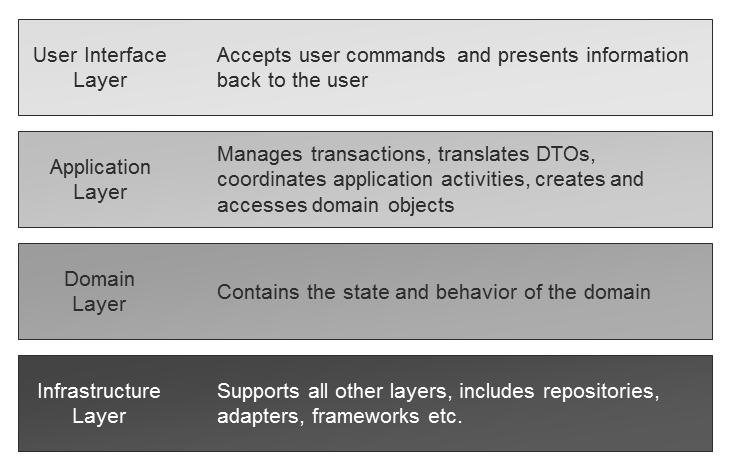 User Interface
Layer
Accepts user commands and presents information
back to the user
Application
Layer
Manages transactions, translates DTOs,
coordinates application activities, creates and
accesses domain objects
Domain
Layer
Contains the state and behavior of the domain
Infrastructure
Layer
Supports all other layers, includes repositories,
adapters, frameworks etc.